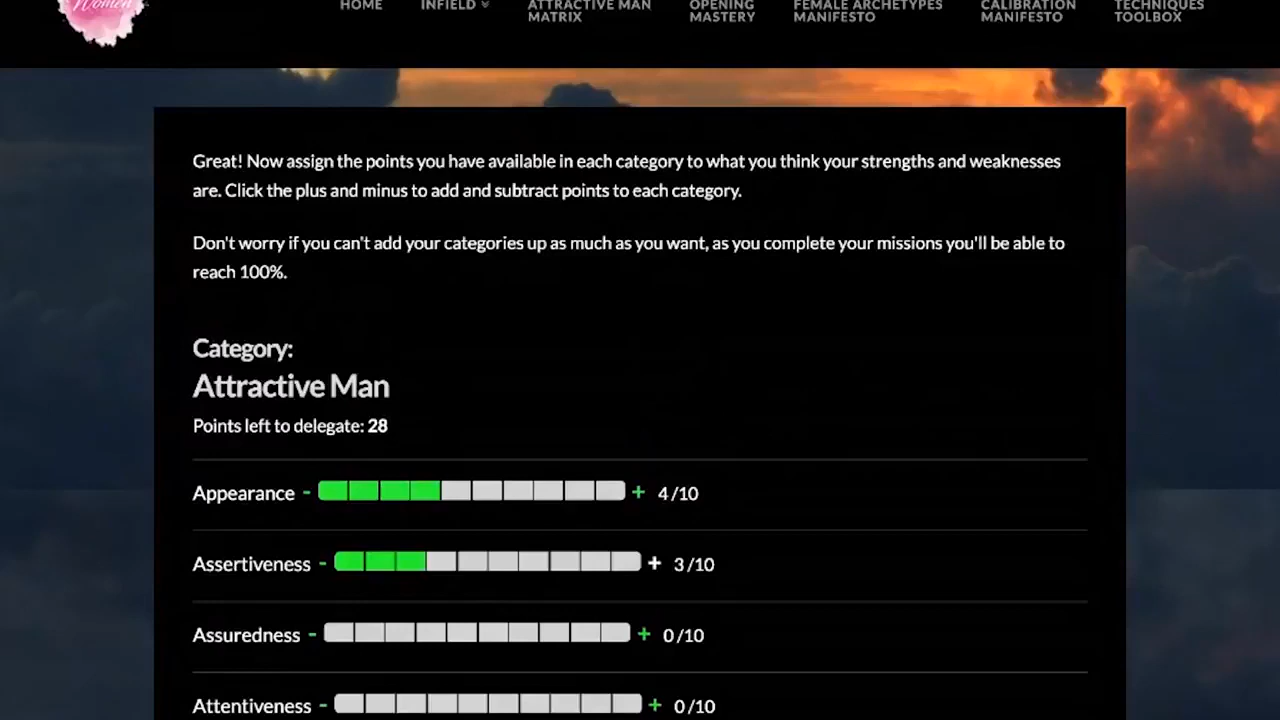 Women
HOME
INFIELD
ATTRACTIVE MAN
MATRIX
OPENING
MASTERY
FEMALE ARCHETYPES
MANIFESTO
CALIBRATION
MANIFESTO
TECHNIQUES
TOOLBOX
Great! Now assign the points you have available in each category to what you think your strengths and weaknesses
are. Click the plus and minus to add and subtract points to each category.
Don't worry if you can't add your categories up as much as you want, as you complete your missions you'll be able to
reach 100%.
Category:
Attractive Man
Points left to delegate: 28
Appearance - + 4/10
Assertiveness - + 3/10
Assuredness - + 0/10
Attentiveness - + 0/10